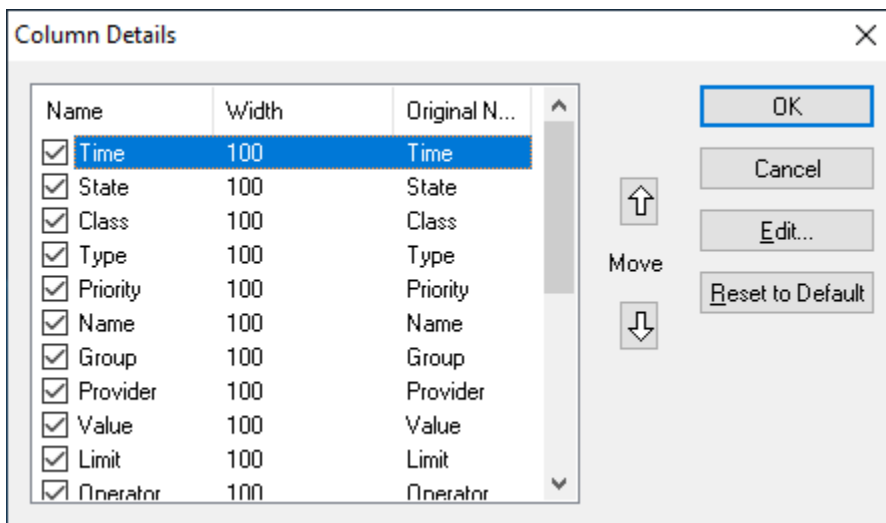 Column Details
Name Width Original N...
Time 100 Time
State 100 State
Class 100 Class
Type 100 Type
Priority 100 Priority
Name 100 Name
Group 100 Group
Provider 100 Provider
Value 100 Value
Limit 100 Limit
Operator 100 Operator
Move
OK
Cancel
Edit...
Reset to Default